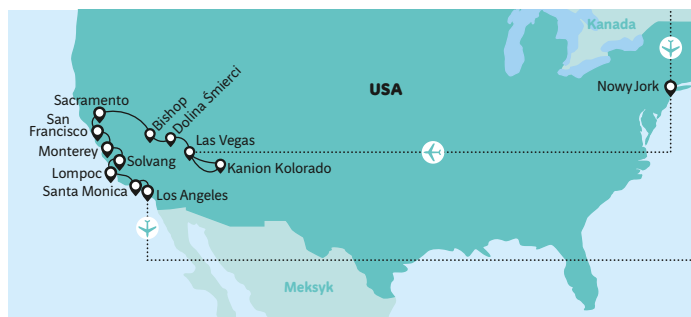 Kanada
USA
Nowy Jork
Sacramento
Bishop
Dolina Śmierci
San
Francisco
Las Vegas
Monterey
Solvang
Kanion Kolorado
Lompoc
Santa Monica
Los Angeles
Meksyk